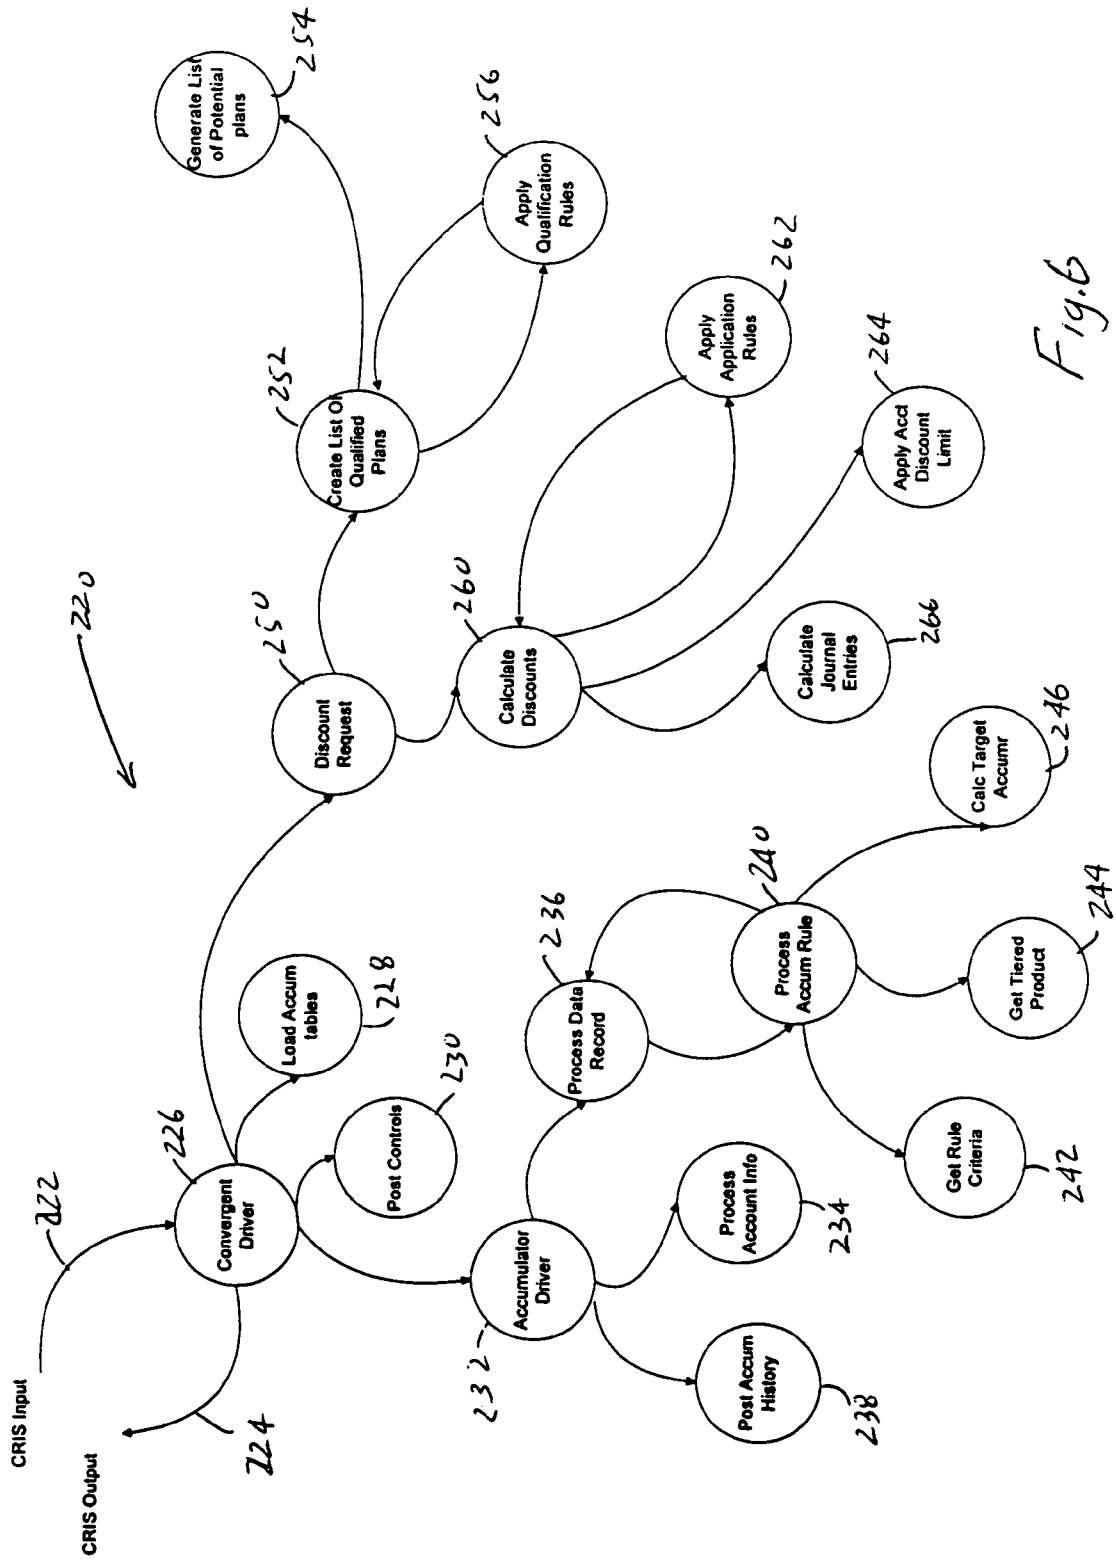 CRIS Input
222
CRIS Output
224
Convergent
Driver
226
220
Load Accum
tables
228
Post Controls
230
Accumulator
Driver
232
Process
Account Info
234
Process Data
Record
236
Post Accum
History
238
Process
Accum Rule
240
Get Rule
Criteria
242
Get Tiered
Product
244
Calc Target
Accumr
246
Discount
Request
250
Create List Of
Qualified
Plans
252
Generate List
of Potential
plans
254
Apply
Qualification
Rules
256
Calculate
Discounts
260
Apply
Application
Rules
262
Apply Acct
Discount
Limit
264
Calculate
Journal
Entries
266
Fig.6